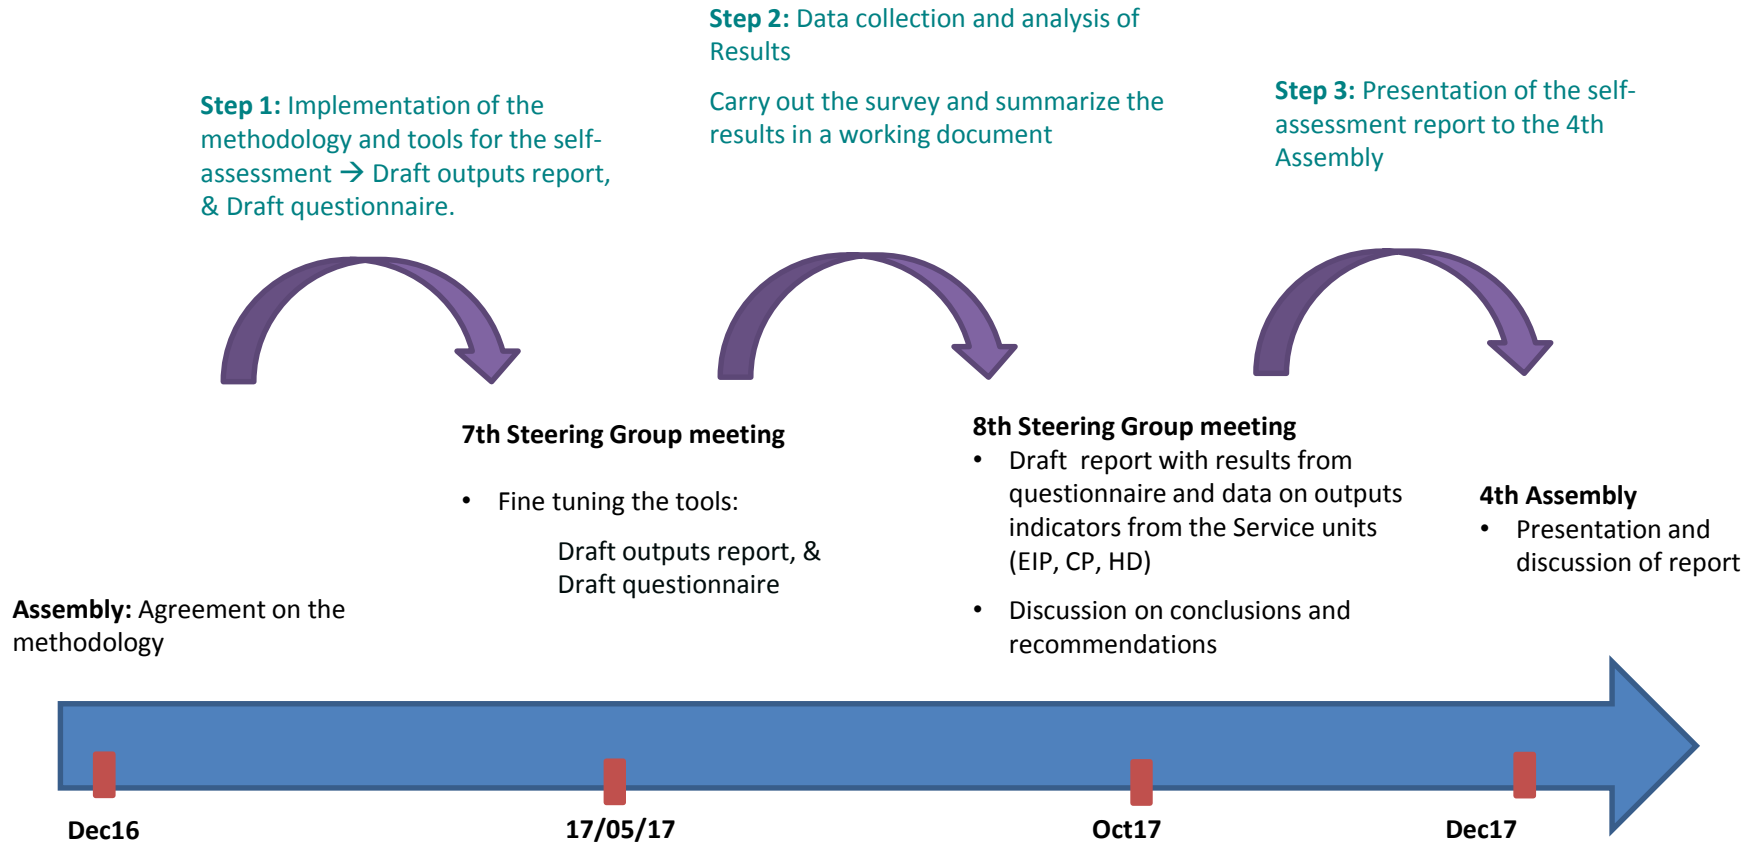 Step 1: Implementation of the
methodology and tools for the self-
assessment → Draft outputs report,
& Draft questionnaire.
Step 2: Data collection and analysis of
Results
Carry out the survey and summarize the
results in a working document
Step 3: Presentation of the self-
assessment report to the 4th
Assembly
Assembly: Agreement on the
methodology
7th Steering Group meeting
• Fine tuning the tools:
Draft outputs report, &
Draft questionnaire
8th Steering Group meeting
• Draft report with results from
questionnaire and data on outputs
indicators from the Service units
(EIP, CP, HD)
• Discussion on conclusions and
recommendations
4th Assembly
• Presentation and
discussion of report
Dec16
17/05/17
Oct17
Dec17